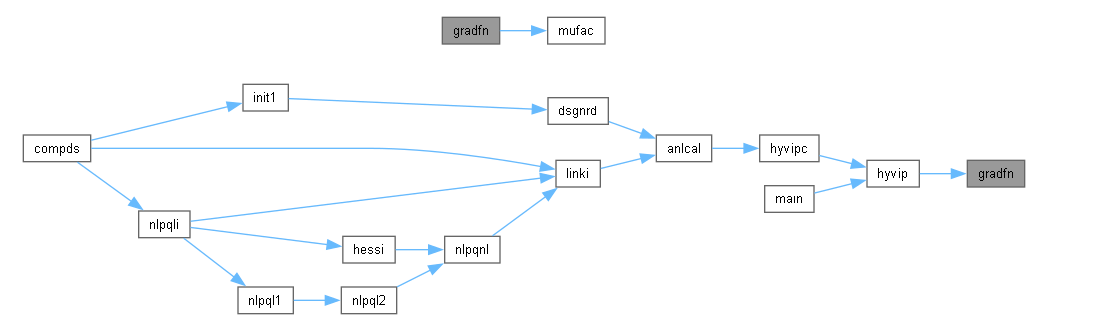 gradfn
mufac
init1
dsgnrd
compds
anlcal
hyvipc
linki
hyvip
gradfn
main
nlpqli
hessi
nlpqnl
nlpql1
nlpql2